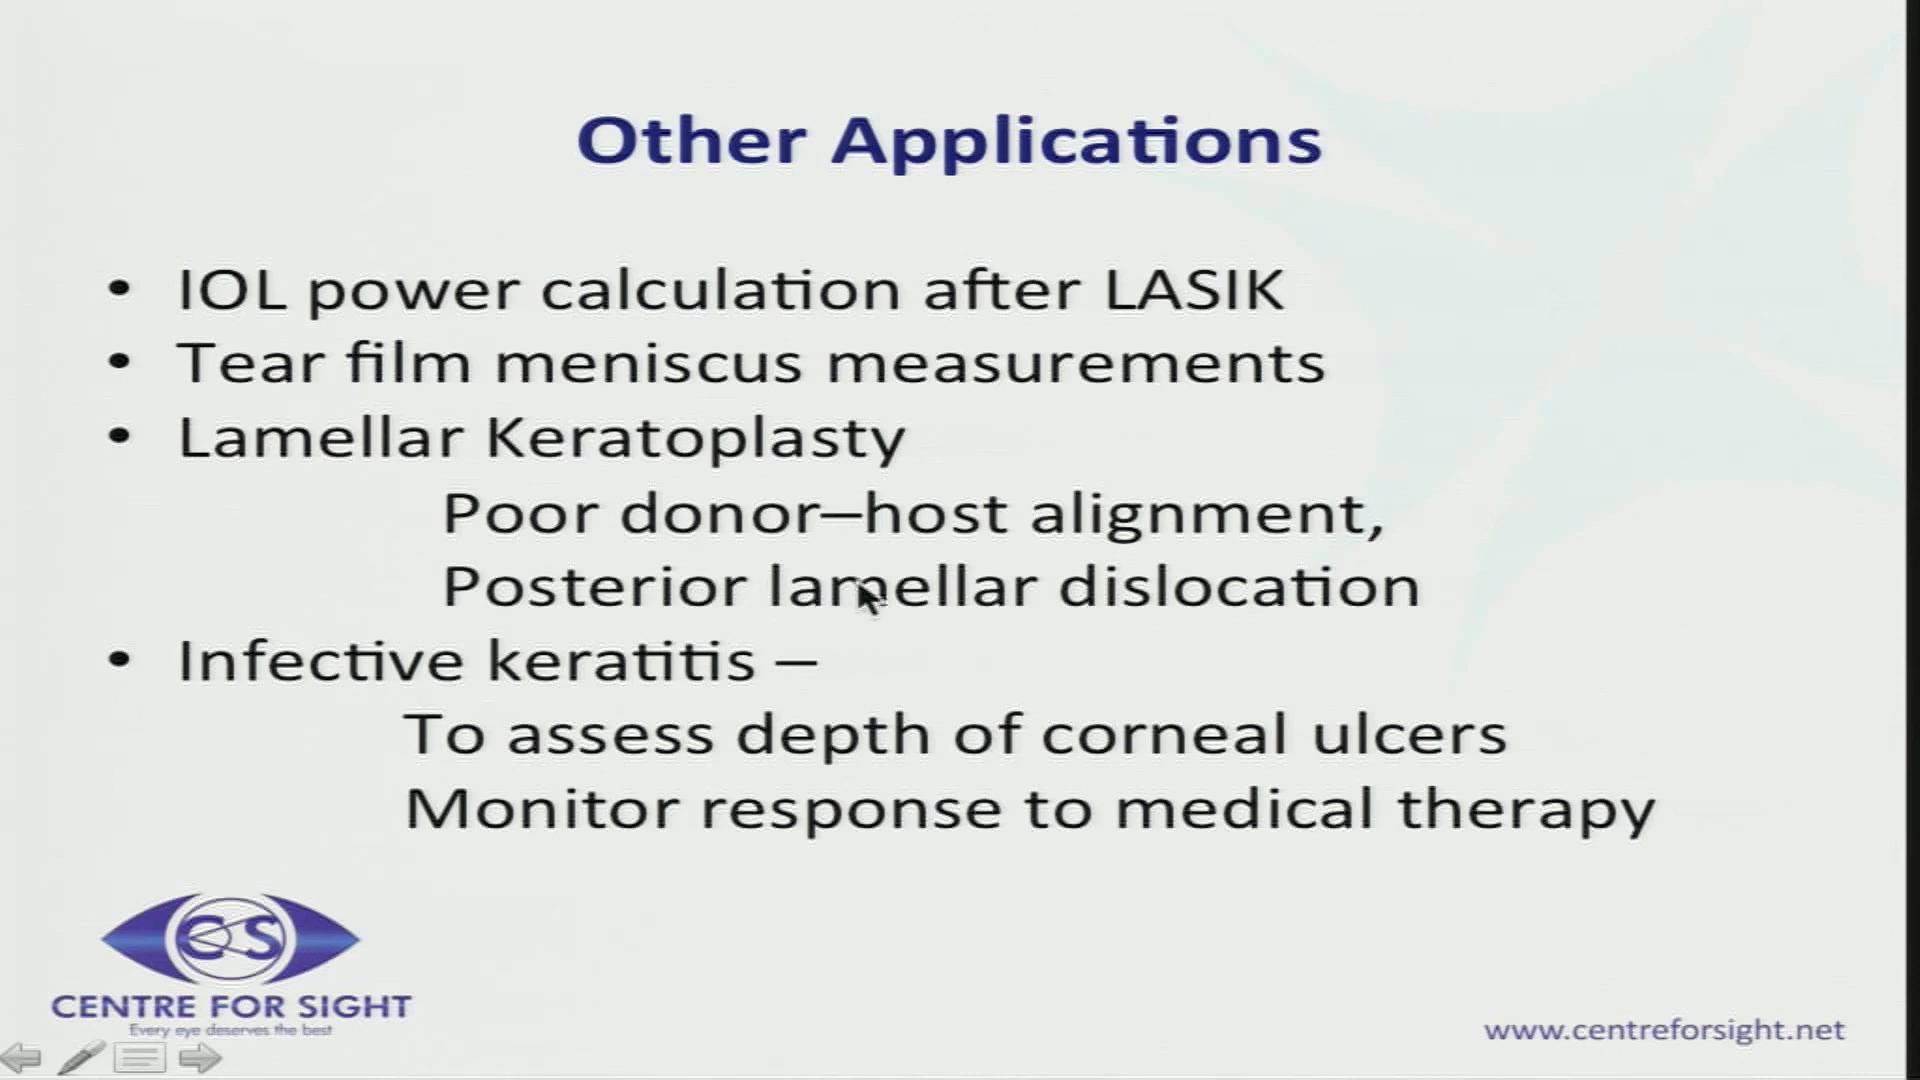 Other Applications
• IOL power calculation after LASIK
• Tear film meniscus measurements
• Lamellar Keratoplasty
Poor donor–host alignment,
Posterior lamellar dislocation
• Infective keratitis –
To assess depth of corneal ulcers
Monitor response to medical therapy
CS
CENTRE FOR SIGHT
Every eye deserves the best
www.centreforsight.net